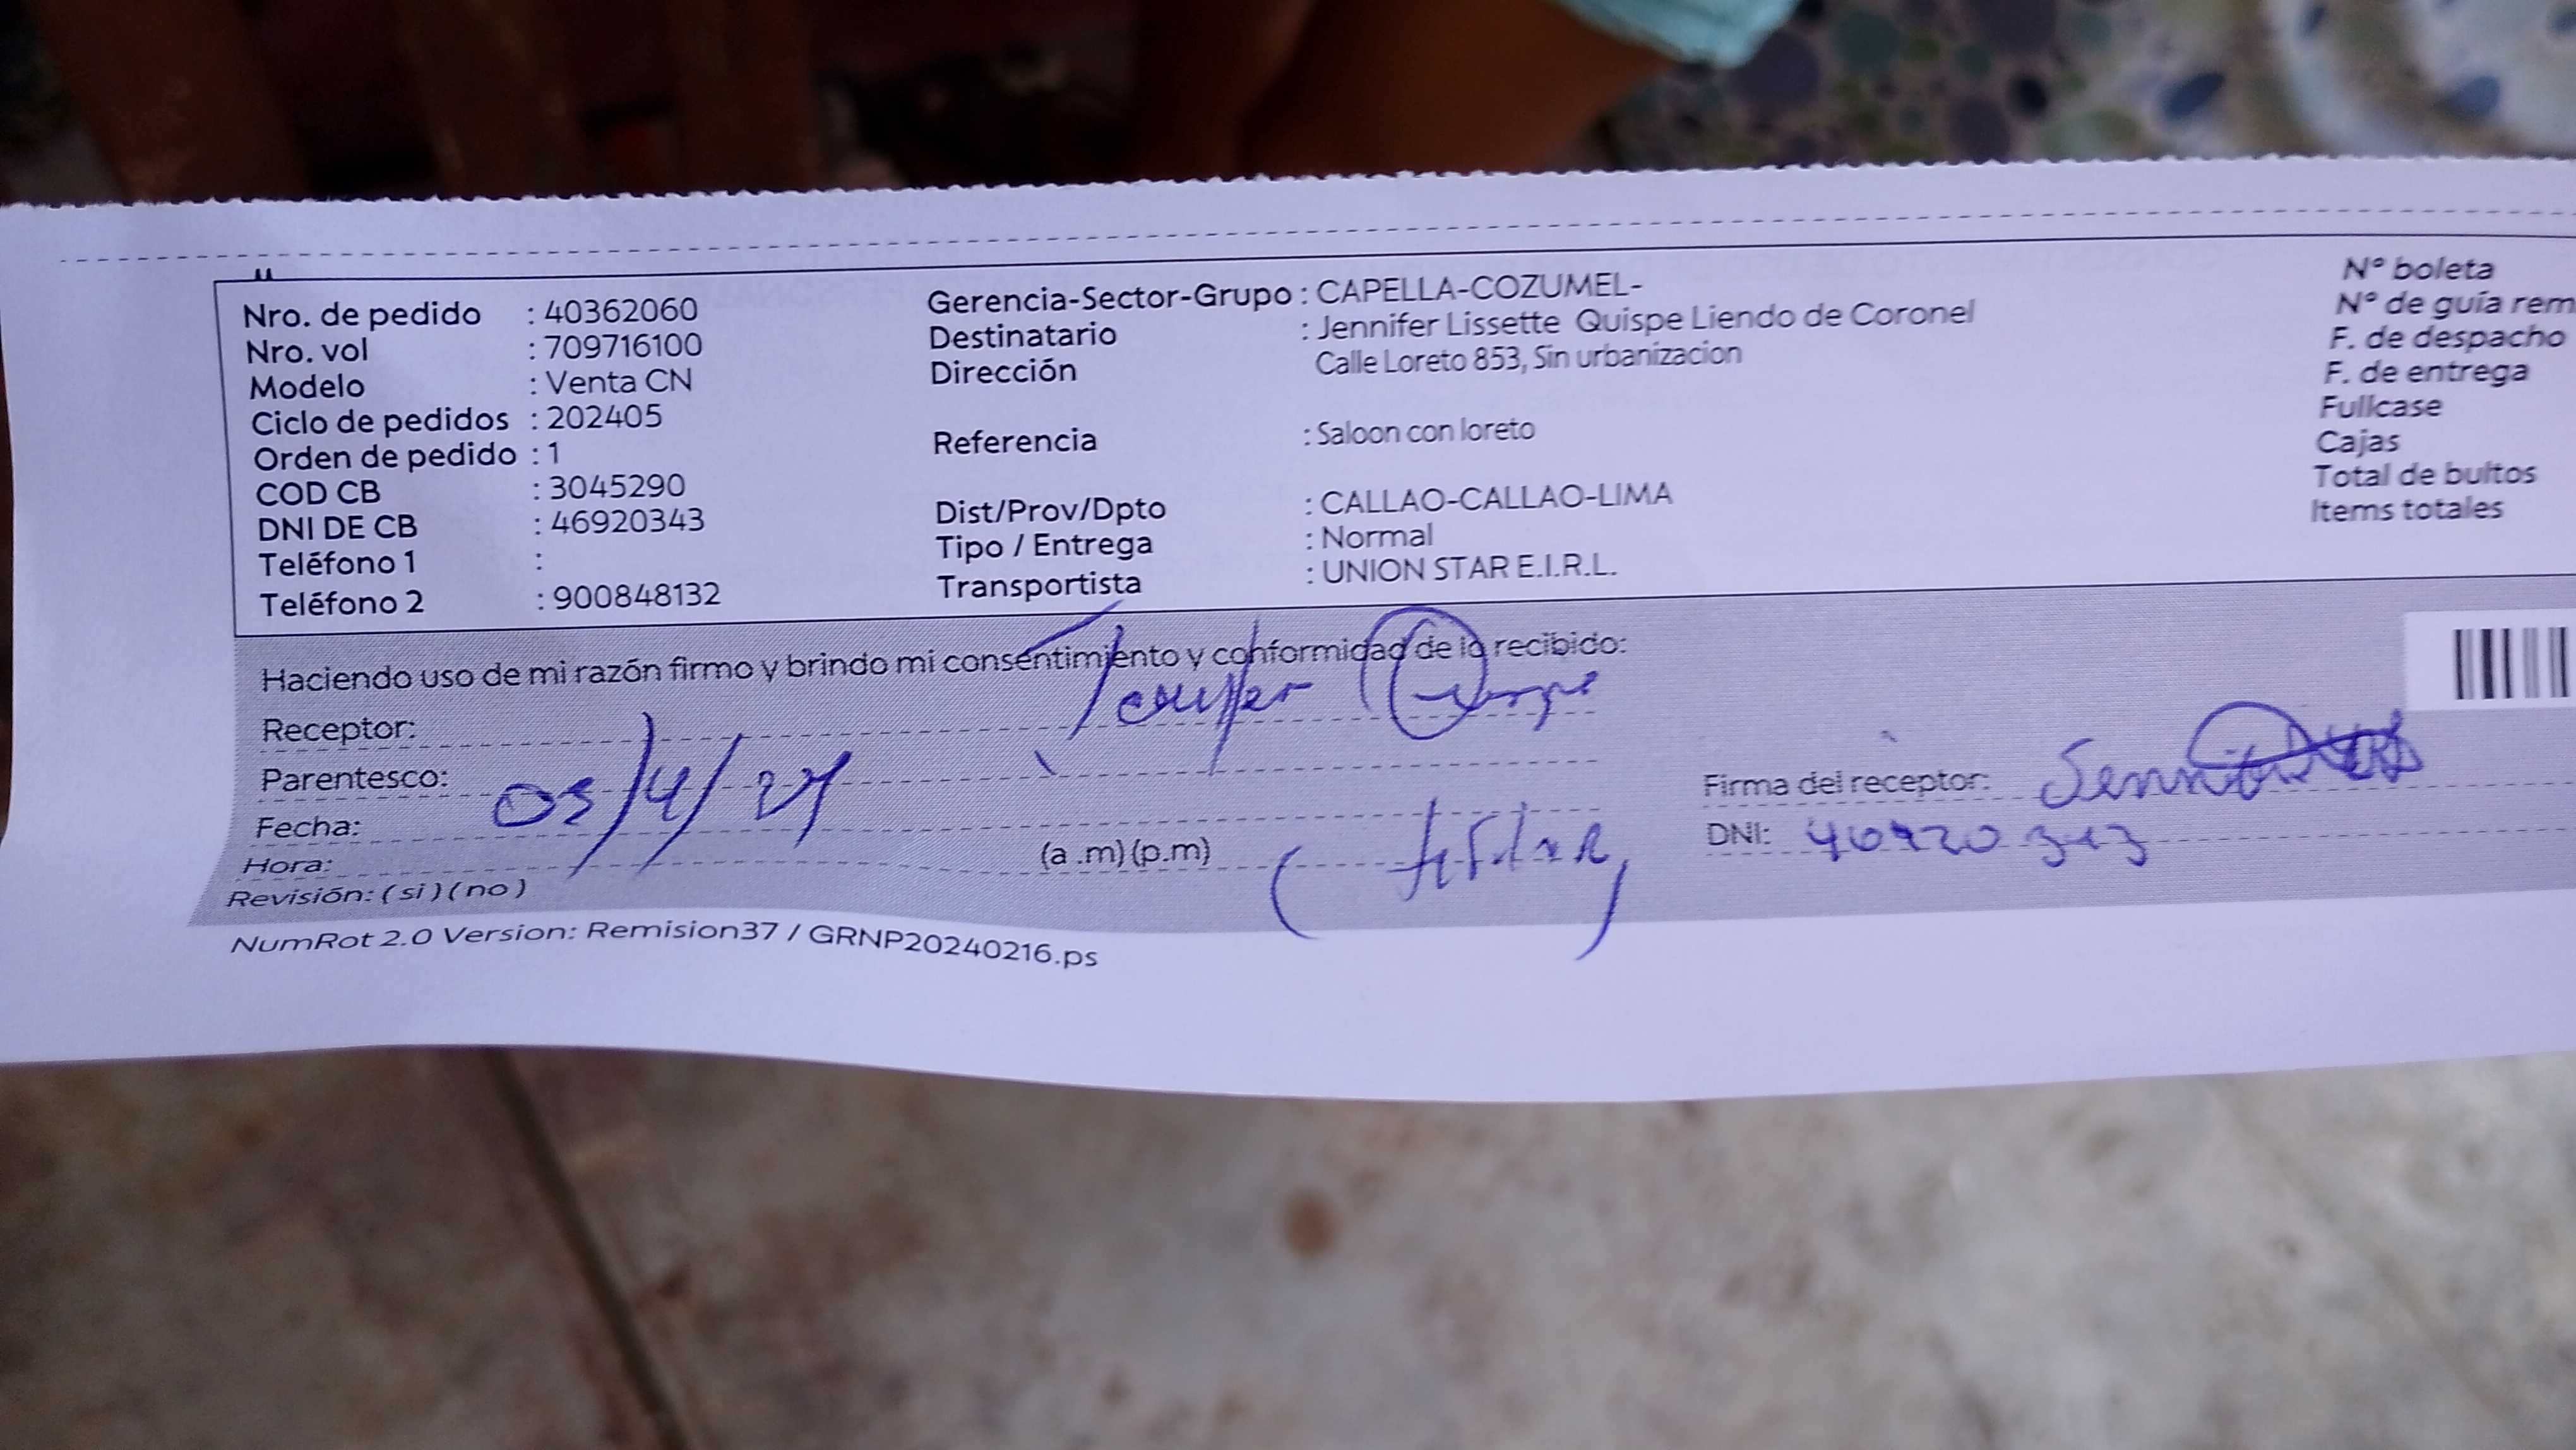 Nro. de pedido : 40362060
Nro. vol : 709716100
Modelo : Venta CN
Ciclo de pedidos : 202405
Orden de pedido : 1
COD CB : 3045290
DNI DE CB : 46920343
Teléfono 1 :
Teléfono 2 : 900848132
Gerencia-Sector-Grupo : CAPELLA-COZUMEL-
Destinatario : Jennifer Lissette Quispe Liendo de Coronel
Dirección Calle Loreto 853, Sin urbanizacion
Referencia : Saloon con loreto
Dist/Prov/Dpto : CALLAO-CALLAO-LIMA
Tipo / Entrega : Normal
Transportista : UNION STAR E.I.R.L.
Nº boleta
Nº de guía rem
F. de despacho
F. de entrega
Fullcase
Cajas
Total de bultos
Items totales
Haciendo uso de mi razón firmo y brindo mi consentimiento y conformidad de lo recibido:
Receptor: Jennifer Quispe
Parentesco:
Fecha: 03/4/24
Hora: (a .m) (p.m)
Revisión: ( si ) ( no )
Firma del receptor:
DNI: 46920343
NumRot 2.0 Version: Remision37 / GRNP20240216.ps